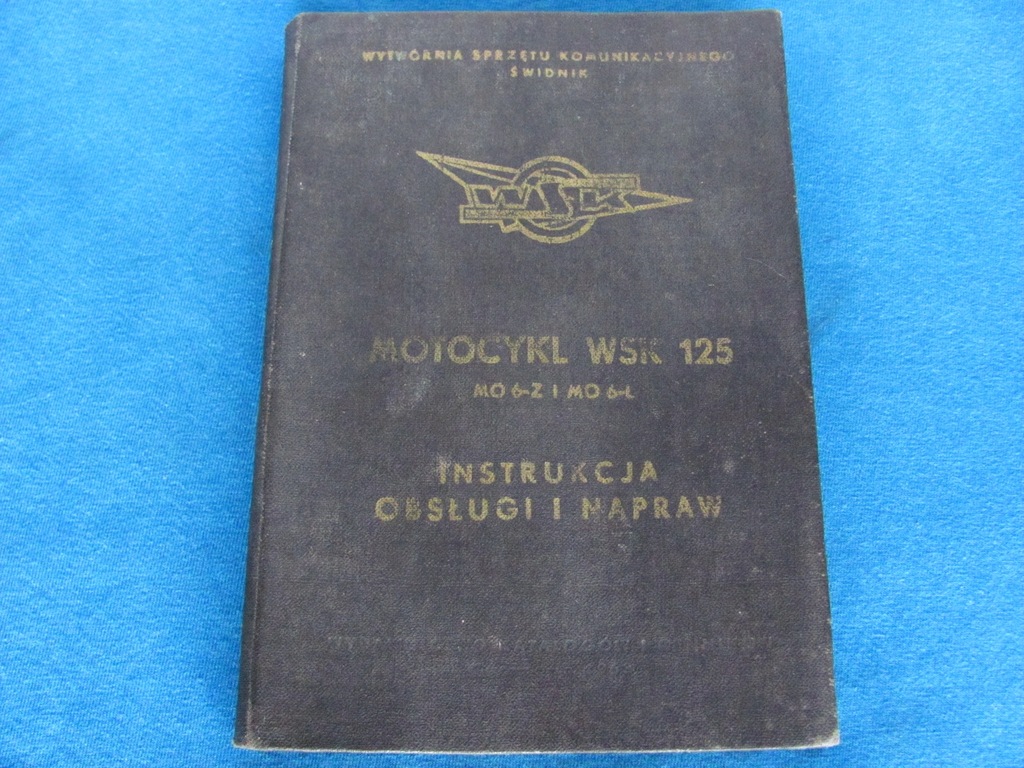 WYTWÓRNIA SPRZĘTU KOMUNIKACYJNEGO
ŚWIDNIK
WSK
MOTOCYKL WSK 125
MO 6-Z I MO 6-L
INSTRUKCJA
OBSŁUGI I NAPRAW